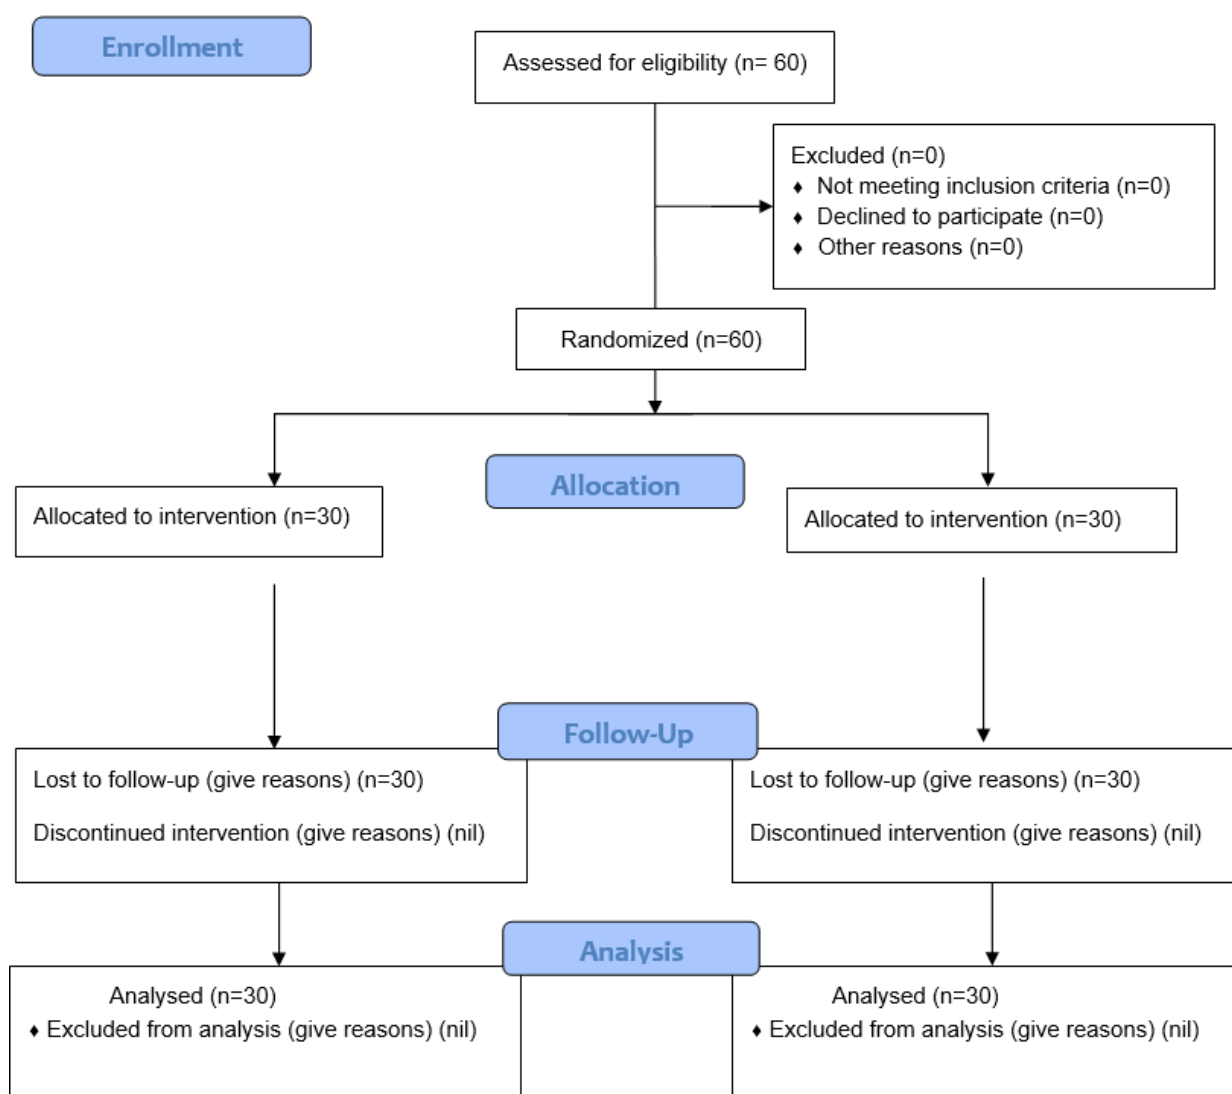 Enrollment
Assessed for eligibility (n= 60)
Excluded (n=0)
♦ Not meeting inclusion criteria (n=0)
♦ Declined to participate (n=0)
♦ Other reasons (n=0)
Randomized (n=60)
Allocation
Allocated to intervention (n=30)
Allocated to intervention (n=30)
Follow-Up
Lost to follow-up (give reasons) (n=30)
Discontinued intervention (give reasons) (nil)
Lost to follow-up (give reasons) (n=30)
Discontinued intervention (give reasons) (nil)
Analysis
Analysed (n=30)
♦ Excluded from analysis (give reasons) (nil)
Analysed (n=30)
♦ Excluded from analysis (give reasons) (nil)